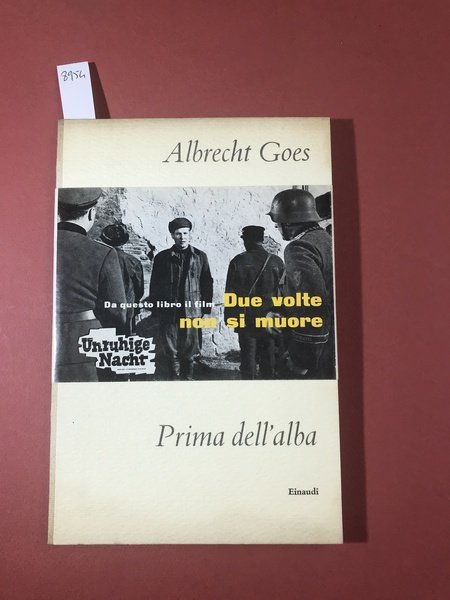 8954
Albrecht Goes
Da questo libro il film Due volte
non si muore
Unruhige
Nacht
Prima dell'alba
Einaudi